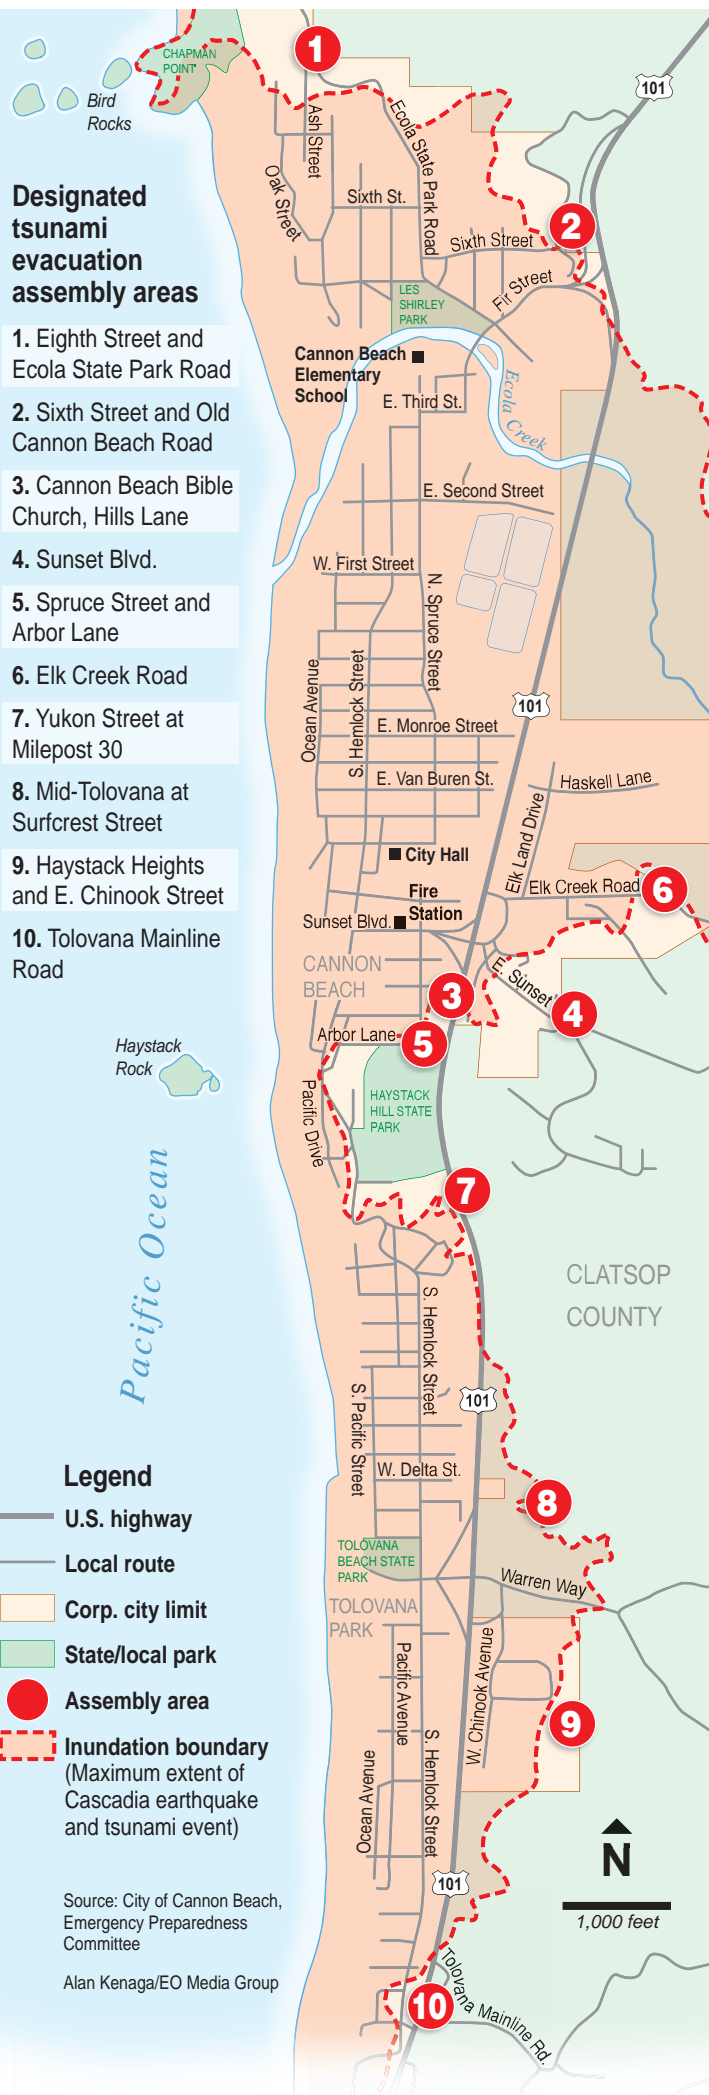 CHAPMAN
POINT
1
101
Bird
Rocks
Ash Street
Ecola State Park Road
Oak Street
Sixth St.
2
Sixth Street
Fir Street
LES
SHIRLEY
PARK
Designated
tsunami
evacuation
assembly areas
1. Eighth Street and
Ecola State Park Road
2. Sixth Street and Old
Cannon Beach Road
3. Cannon Beach Bible
Church, Hills Lane
4. Sunset Blvd.
5. Spruce Street and
Arbor Lane
6. Elk Creek Road
7. Yukon Street at
Milepost 30
8. Mid-Tolovana at
Surfcrest Street
9. Haystack Heights
and E. Chinook Street
10. Tolovana Mainline
Road
Cannon Beach
Elementary
School
Ecola Creek
E. Third St.
E. Second Street
W. First Street
N. Spruce Street
S. Hemlock Street
Ocean Avenue
101
E. Monroe Street
E. Van Buren St.
Haskell Lane
Elk Land Drive
City Hall
Elk Creek Road
6
Fire
Station
Sunset Blvd.
CANNON
BEACH
E. Sunset
3
4
Arbor Lane
5
Haystack
Rock
HAYSTACK
HILL STATE
PARK
Pacific Drive
7
Pacific Ocean
CLATSOP
COUNTY
S. Hemlock Street
101
S. Pacific Street
W. Delta St.
8
TOLOVANA
BEACH STATE
PARK
Warren Way
TOLOVANA
PARK
Pacific Avenue
W. Chinook Avenue
9
S. Hemlock Street
Ocean Avenue
101
Tolovana Mainline Rd.
10
Legend
U.S. highway
Local route
Corp. city limit
State/local park
Assembly area
Inundation boundary
(Maximum extent of
Cascadia earthquake
and tsunami event)
N
1,000 feet
Source: City of Cannon Beach,
Emergency Preparedness
Committee
Alan Kenaga/EO Media Group